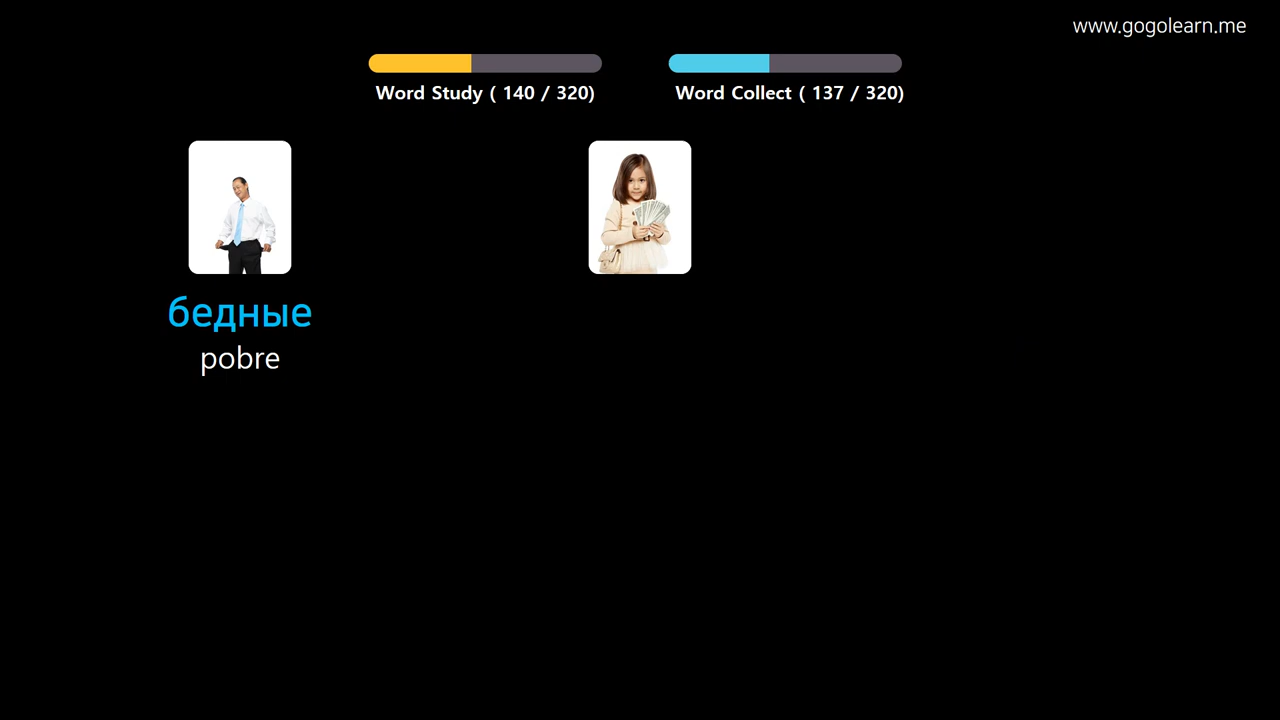 www.gogolearn.me
Word Study ( 140 / 320)
Word Collect ( 137 / 320)
бедные
pobre